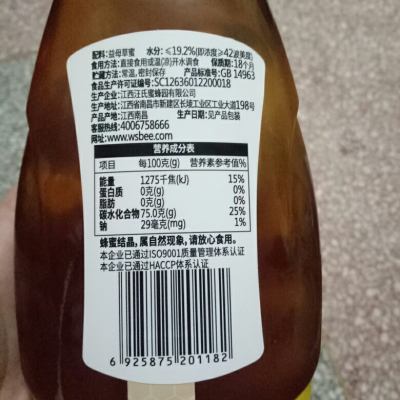 配料:益母草蜜 水分:≤19.2%(即浓度≥42波美度)
食用方法:直接食用或温(凉)开水调食 保质期:18个月
贮藏方法:常温,密封保存 产品标准号:GB 14963
食品生产许可证编号:SC12636012200018
生产企业:江西汪氏蜜蜂园有限公司
生产地址:江西省南昌市新建区长堎工业区工业大道198号
产地:江西南昌 生产日期:见产品包装
客服热线:4006758666
www.wsbee.com
营养成分表
项目 每100克(g) 营养素参考值%
能量 1275千焦(kJ) 15%
蛋白质 0克(g) 0%
脂肪 0克(g) 0%
碳水化合物 75.0克(g) 25%
钠 29毫克(mg) 1%
蜂蜜结晶,属自然现象,请放心食用。
本企业已通过ISO9001质量管理体系认证
本企业已通过HACCP体系认证
6 925875 201182